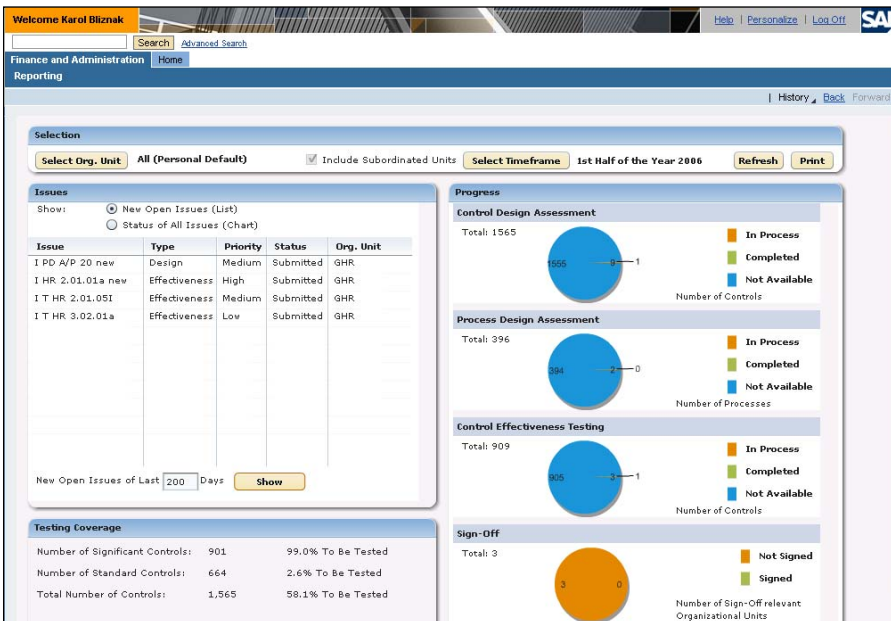 Welcome Karol Bliznak
Help | Personalize | Log Off
Search Advanced Search
Finance and Administration Home
Reporting
| History Back Forward
Selection
Select Org. Unit All (Personal Default) Include Subordinated Units Select Timeframe 1st Half of the Year 2006 Refresh Print
Issues
Show: New Open Issues (List)
Status of All Issues (Chart)
Issue Type Priority Status Org. Unit
I PD A/P 20 new Design Medium Submitted GHR
I HR 2.01.01a new Effectiveness High Submitted GHR
I T HR 2.01.05I Effectiveness Medium Submitted GHR
I T HR 3.02.01a Effectiveness Low Submitted GHR
New Open Issues of Last 200 Days Show
Testing Coverage
Number of Significant Controls: 901 99.0% To Be Tested
Number of Standard Controls: 664 2.6% To Be Tested
Total Number of Controls: 1,565 58.1% To Be Tested
Progress
Control Design Assessment
Total: 1565
1555 9 1
In Process
Completed
Not Available
Number of Controls
Process Design Assessment
Total: 396
394 2 0
In Process
Completed
Not Available
Number of Processes
Control Effectiveness Testing
Total: 909
905 3 1
In Process
Completed
Not Available
Number of Controls
Sign-Off
Total: 3
3 0
Not Signed
Signed
Number of Sign-Off relevant
Organizational Units